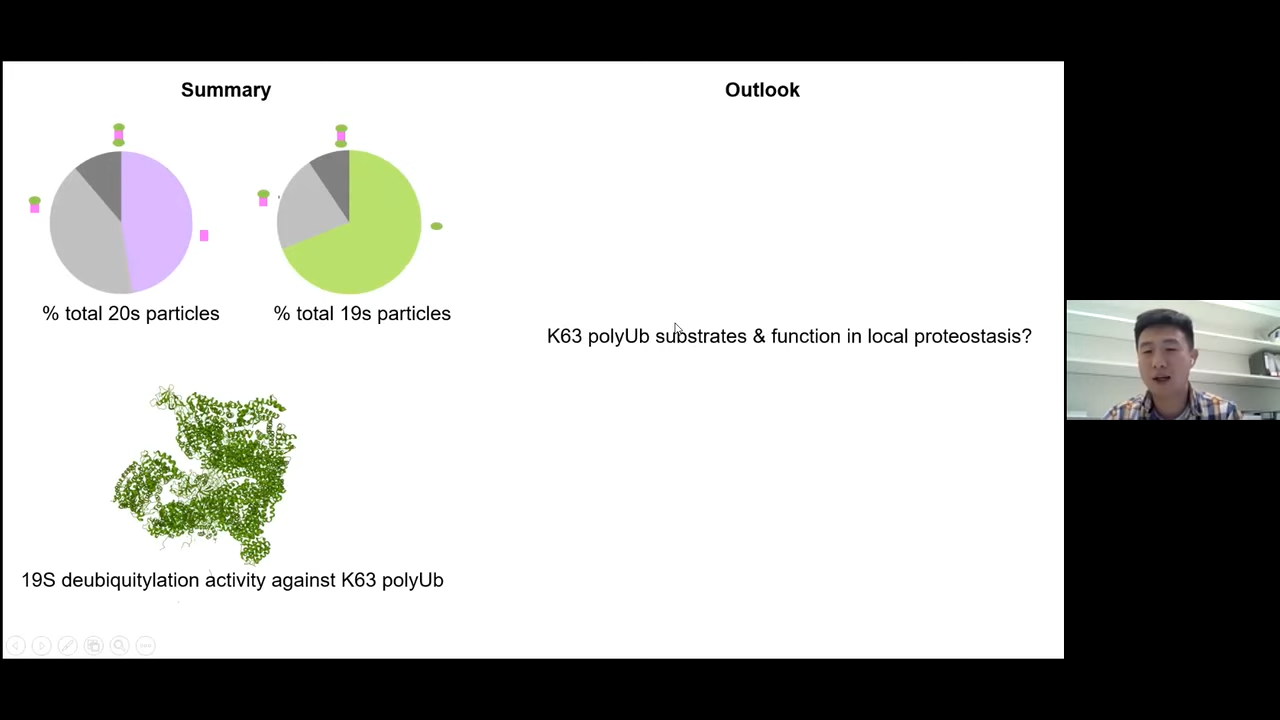 Summary
Outlook
% total 20s particles
% total 19s particles
K63 polyUb substrates & function in local proteostasis?
19S deubiquitylation activity against K63 polyUb